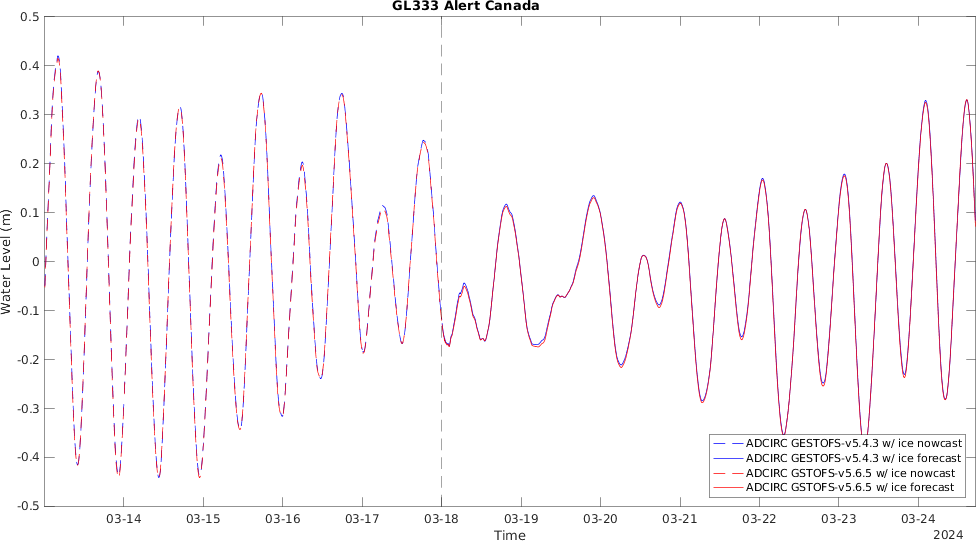 GL333 Alert Canada
0.5
0.4
0.3
0.2
0.1
0
-0.1
-0.2
-0.3
-0.4
-0.5
Water Level (m)
ADCIRC GESTOFS-v5.4.3 w/ ice nowcast
ADCIRC GESTOFS-v5.4.3 w/ ice forecast
ADCIRC GSTOFS-v5.6.5 w/ ice nowcast
ADCIRC GSTOFS-v5.6.5 w/ ice forecast
03-14 03-15 03-16 03-17 03-18 03-19 03-20 03-21 03-22 03-23 03-24
Time
2024